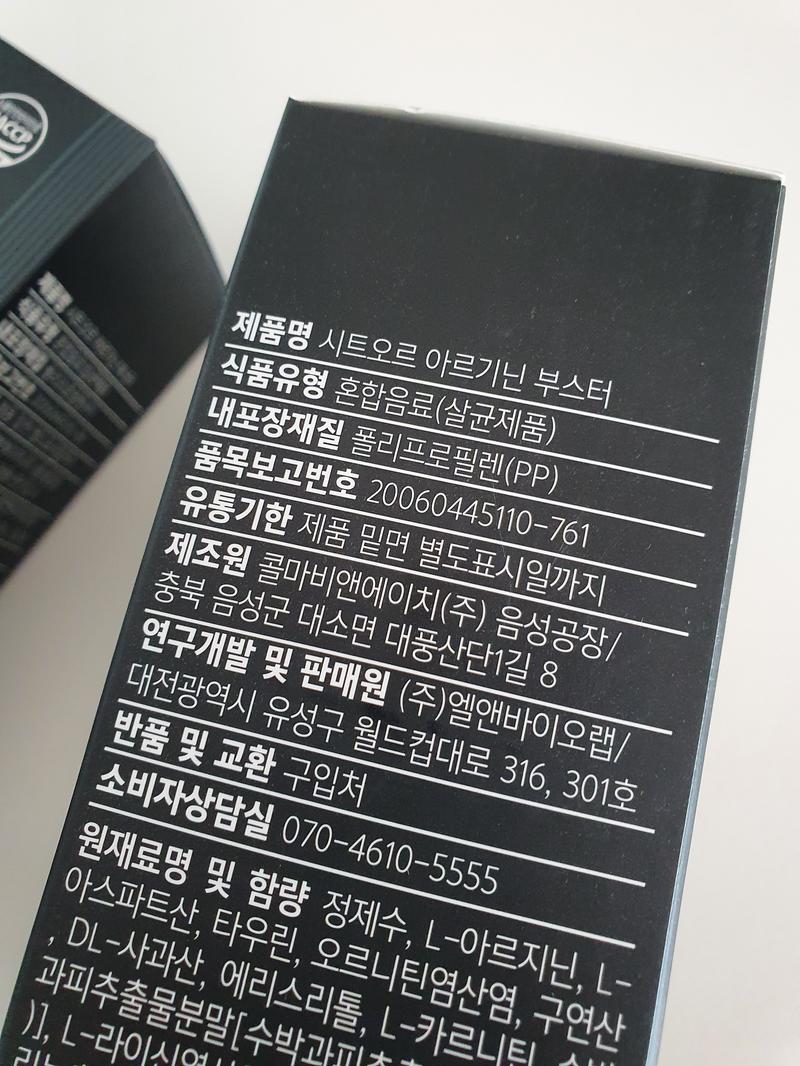 ACCP
제품명 시트오르 아르기닌 부스터
식품유형 혼합음료(살균제품)
내포장재질 폴리프로필렌(PP)
품목보고번호 20060445110-761
유통기한 제품 밑면 별도표시일까지
제조원 콜마비앤에이치(주) 음성공장/
충북 음성군 대소면 대풍산단1길 8
연구개발 및 판매원 (주)엘앤바이오랩/
대전광역시 유성구 월드컵대로 316, 301호
반품 및 교환 구입처
소비자상담실 070-4610-5555
원재료명 및 함량 정제수, L-아르지닌, L-
아스파트산, 타우린, 오르니틴염산염, 구연산
, DL-사과산, 에리스리톨, L-카르니틴,
과피추출물분말[수박과피추
)], L-라이신염